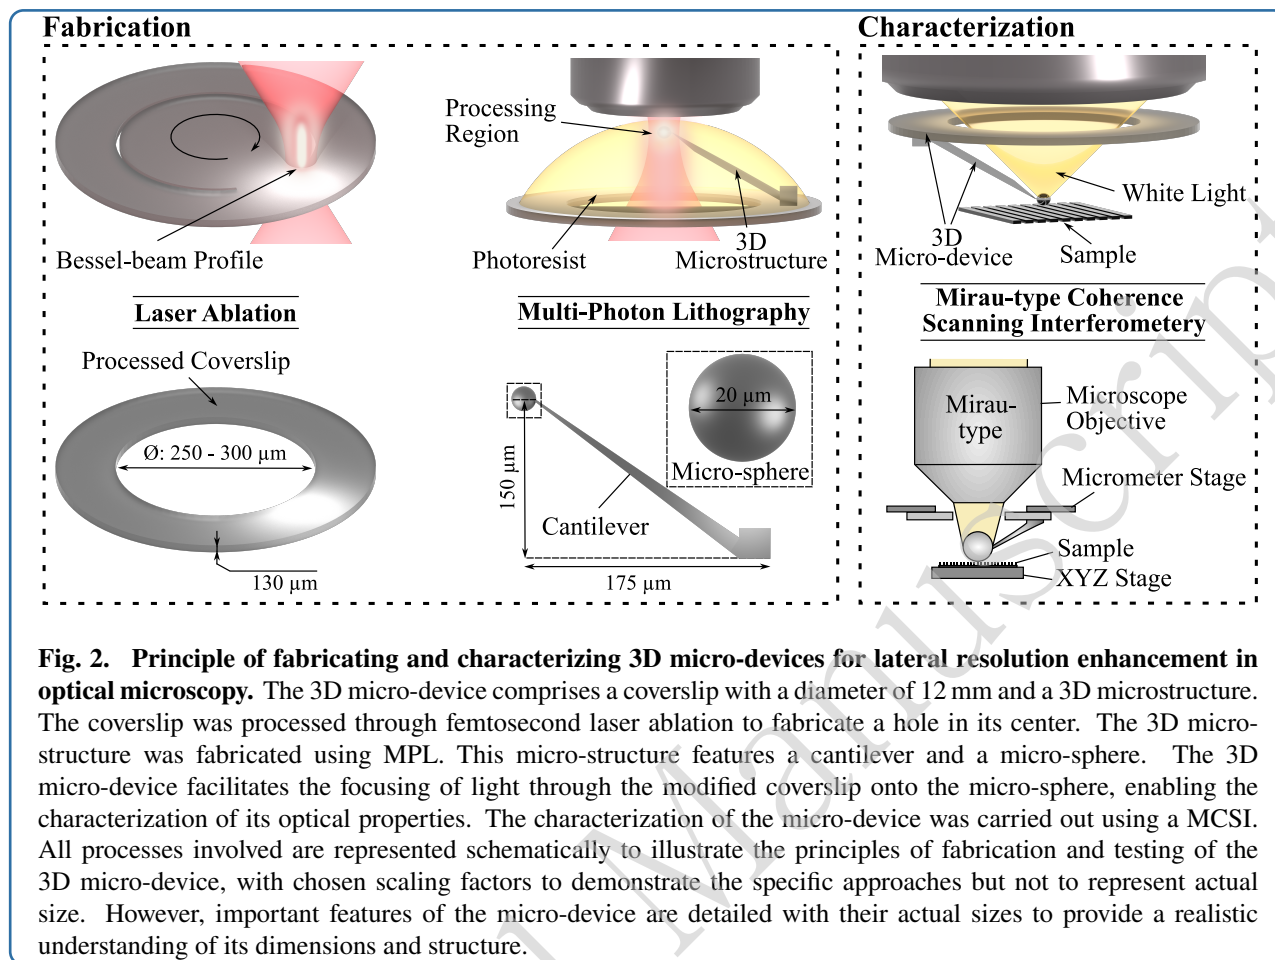 Fabrication
Processing
Region
Bessel-beam Profile
Photoresist
3D
Microstructure
Laser Ablation
Multi-Photon Lithography
Processed Coverslip
Ø: 250 - 300 µm
130 µm
20 µm
Micro-sphere
150 µm
Cantilever
175 µm
Characterization
White Light
3D
Micro-device
Sample
Mirau-type Coherence
Scanning Interferometery
Mirau-
type
Microscope
Objective
Micrometer Stage
Sample
XYZ Stage
Fig. 2. Principle of fabricating and characterizing 3D micro-devices for lateral resolution enhancement in
optical microscopy. The 3D micro-device comprises a coverslip with a diameter of 12 mm and a 3D microstructure.
The coverslip was processed through femtosecond laser ablation to fabricate a hole in its center. The 3D micro-
structure was fabricated using MPL. This micro-structure features a cantilever and a micro-sphere. The 3D
micro-device facilitates the focusing of light through the modified coverslip onto the micro-sphere, enabling the
characterization of its optical properties. The characterization of the micro-device was carried out using a MCSI.
All processes involved are represented schematically to illustrate the principles of fabrication and testing of the
3D micro-device, with chosen scaling factors to demonstrate the specific approaches but not to represent actual
size. However, important features of the micro-device are detailed with their actual sizes to provide a realistic
understanding of its dimensions and structure.